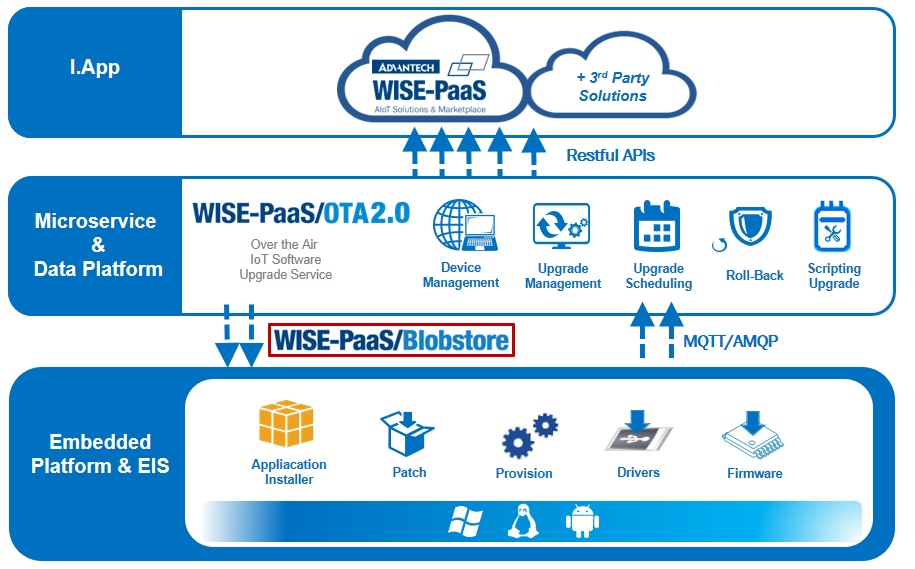 I.App
ADVANTECH
WISE-PaaS
AIoT Solutions & Marketplace
+ 3rd Party
Solutions
Restful APIs
Microservice
&
Data Platform
WISE-PaaS/OTA2.0
Over the Air
IoT Software
Upgrade Service
Device
Management
Upgrade
Management
Upgrade
Scheduling
Roll-Back
Scripting
Upgrade
WISE-PaaS/Blobstore
MQTT/AMQP
Embedded
Platform & EIS
Appliacation
Installer
Patch
Provision
Drivers
Firmware